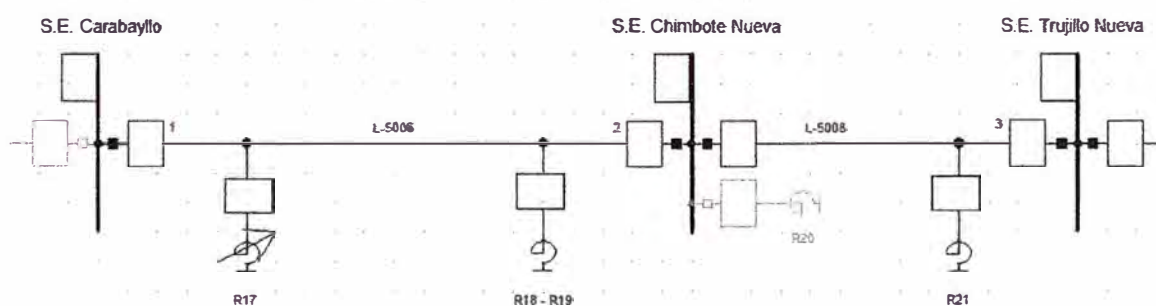 S.E. Carabayllo
S.E. Chimbote Nueva
S.E. Trujillo Nueva
1
L-5006
2
L-5008
3
R20
R17
R18 - R19
R21